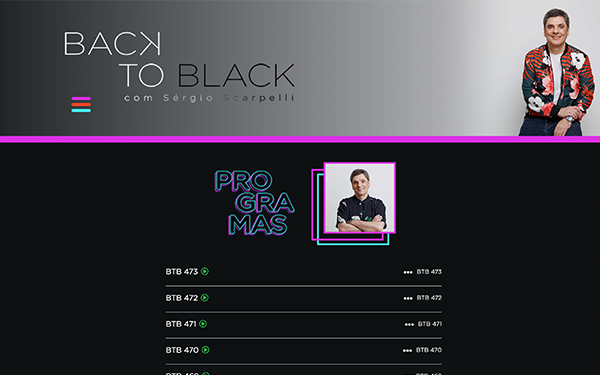 BACK
TO BLACK
com Sérgio Scarpelli
PRO
GRA
MAS
BTB 473 ••• BTB 473
BTB 472 ••• BTB 472
BTB 471 ••• BTB 471
BTB 470 ••• BTB 470